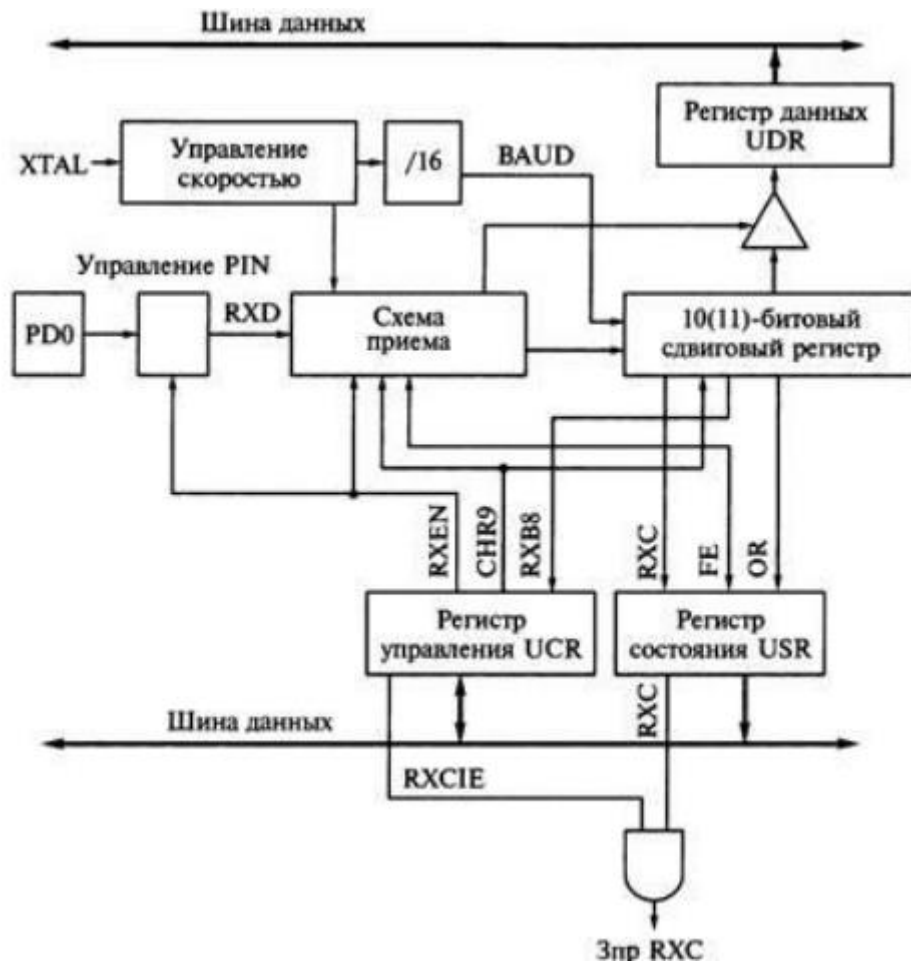 Шина данных
Регистр данных
UDR
XTAL
Управление
скоростью
/16
BAUD
Управление PIN
PD0
RXD
Схема
приема
10(11)-битовый
сдвиговый регистр
RXEN
CHR9
RXB8
RXC
FE
OR
Регистр
управления UCR
Регистр
состояния USR
RXC
Шина данных
RXCIE
Зпр RXC